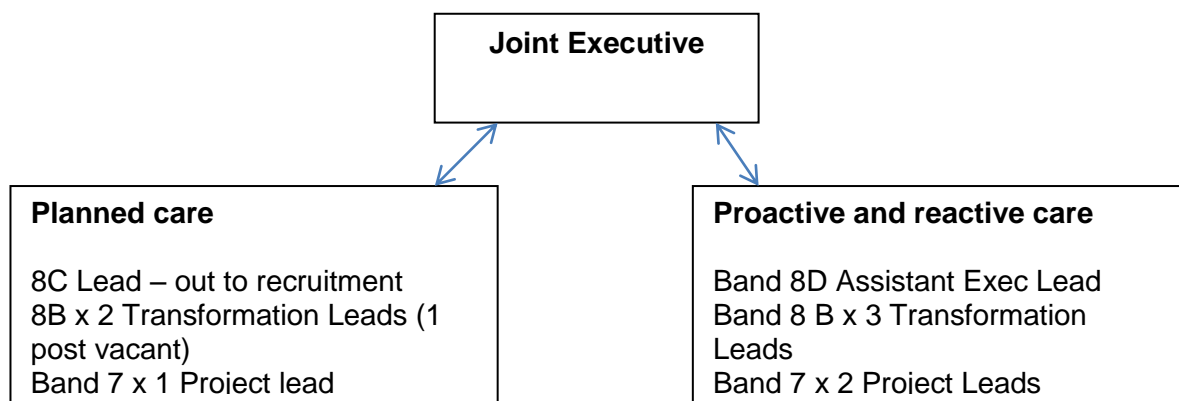 Joint Executive
Planned care
8C Lead – out to recruitment
8B x 2 Transformation Leads (1
post vacant)
Band 7 x 1 Project lead
Proactive and reactive care
Band 8D Assistant Exec Lead
Band 8 B x 3 Transformation
Leads
Band 7 x 2 Project Leads